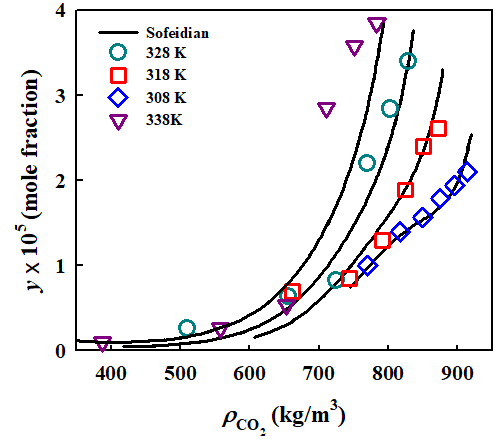 4
3
2
1
0
y x 10⁵ (mole fraction)
Sofeidian
328 K
318 K
308 K
338K
400 500 600 700 800 900
ρCO₂ (kg/m³)